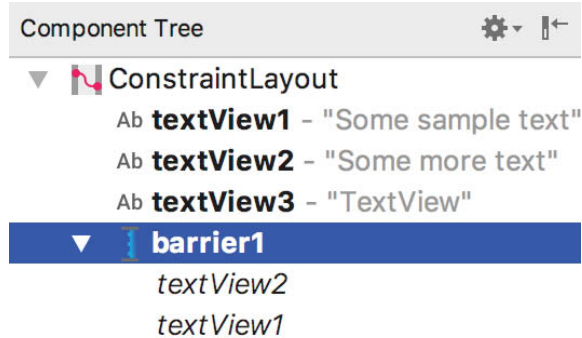 Component Tree
ConstraintLayout
Ab textView1 - "Some sample text"
Ab textView2 - "Some more text"
Ab textView3 - "TextView"
barrier1
textView2
textView1